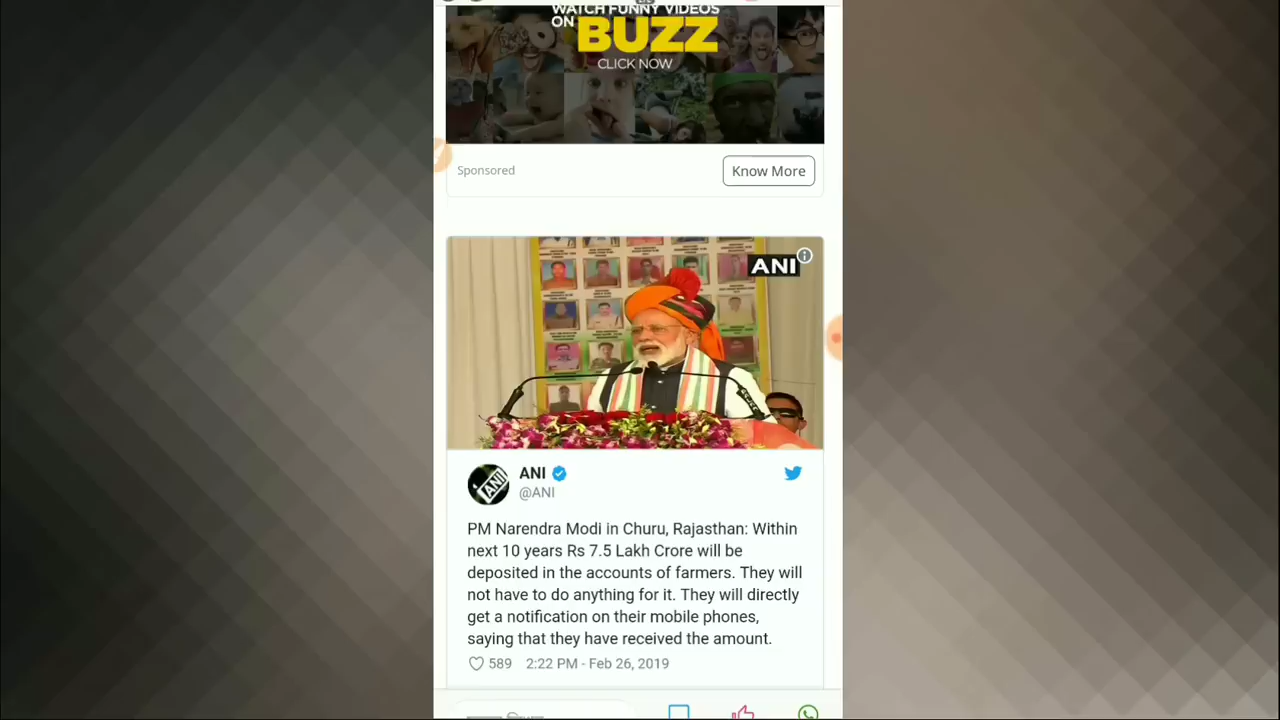 WATCH FUNNY VIDEOS
ON BUZZ
CLICK NOW
Sponsored
Know More
ANI
ANI
@ANI
ANI
PM Narendra Modi in Churu, Rajasthan: Within
next 10 years Rs 7.5 Lakh Crore will be
deposited in the accounts of farmers. They will
not have to do anything for it. They will directly
get a notification on their mobile phones,
saying that they have received the amount.
589 2:22 PM - Feb 26, 2019